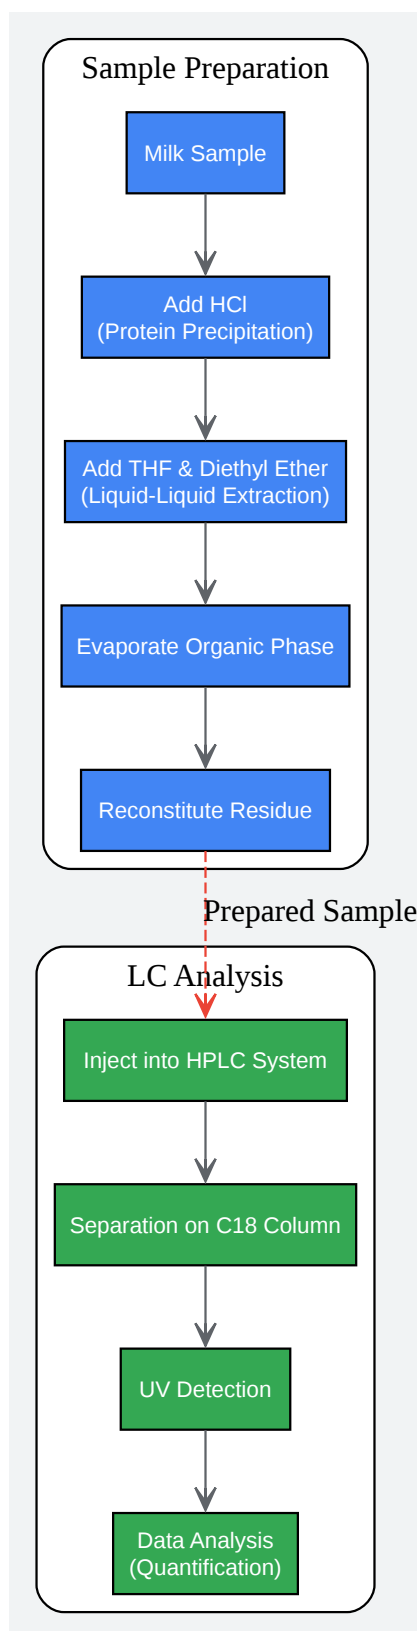 Sample Preparation
Milk Sample
Add HCl
(Protein Precipitation)
Add THF & Diethyl Ether
(Liquid-Liquid Extraction)
Evaporate Organic Phase
Reconstitute Residue
Prepared Sample
LC Analysis
Inject into HPLC System
Separation on C18 Column
UV Detection
Data Analysis
(Quantification)